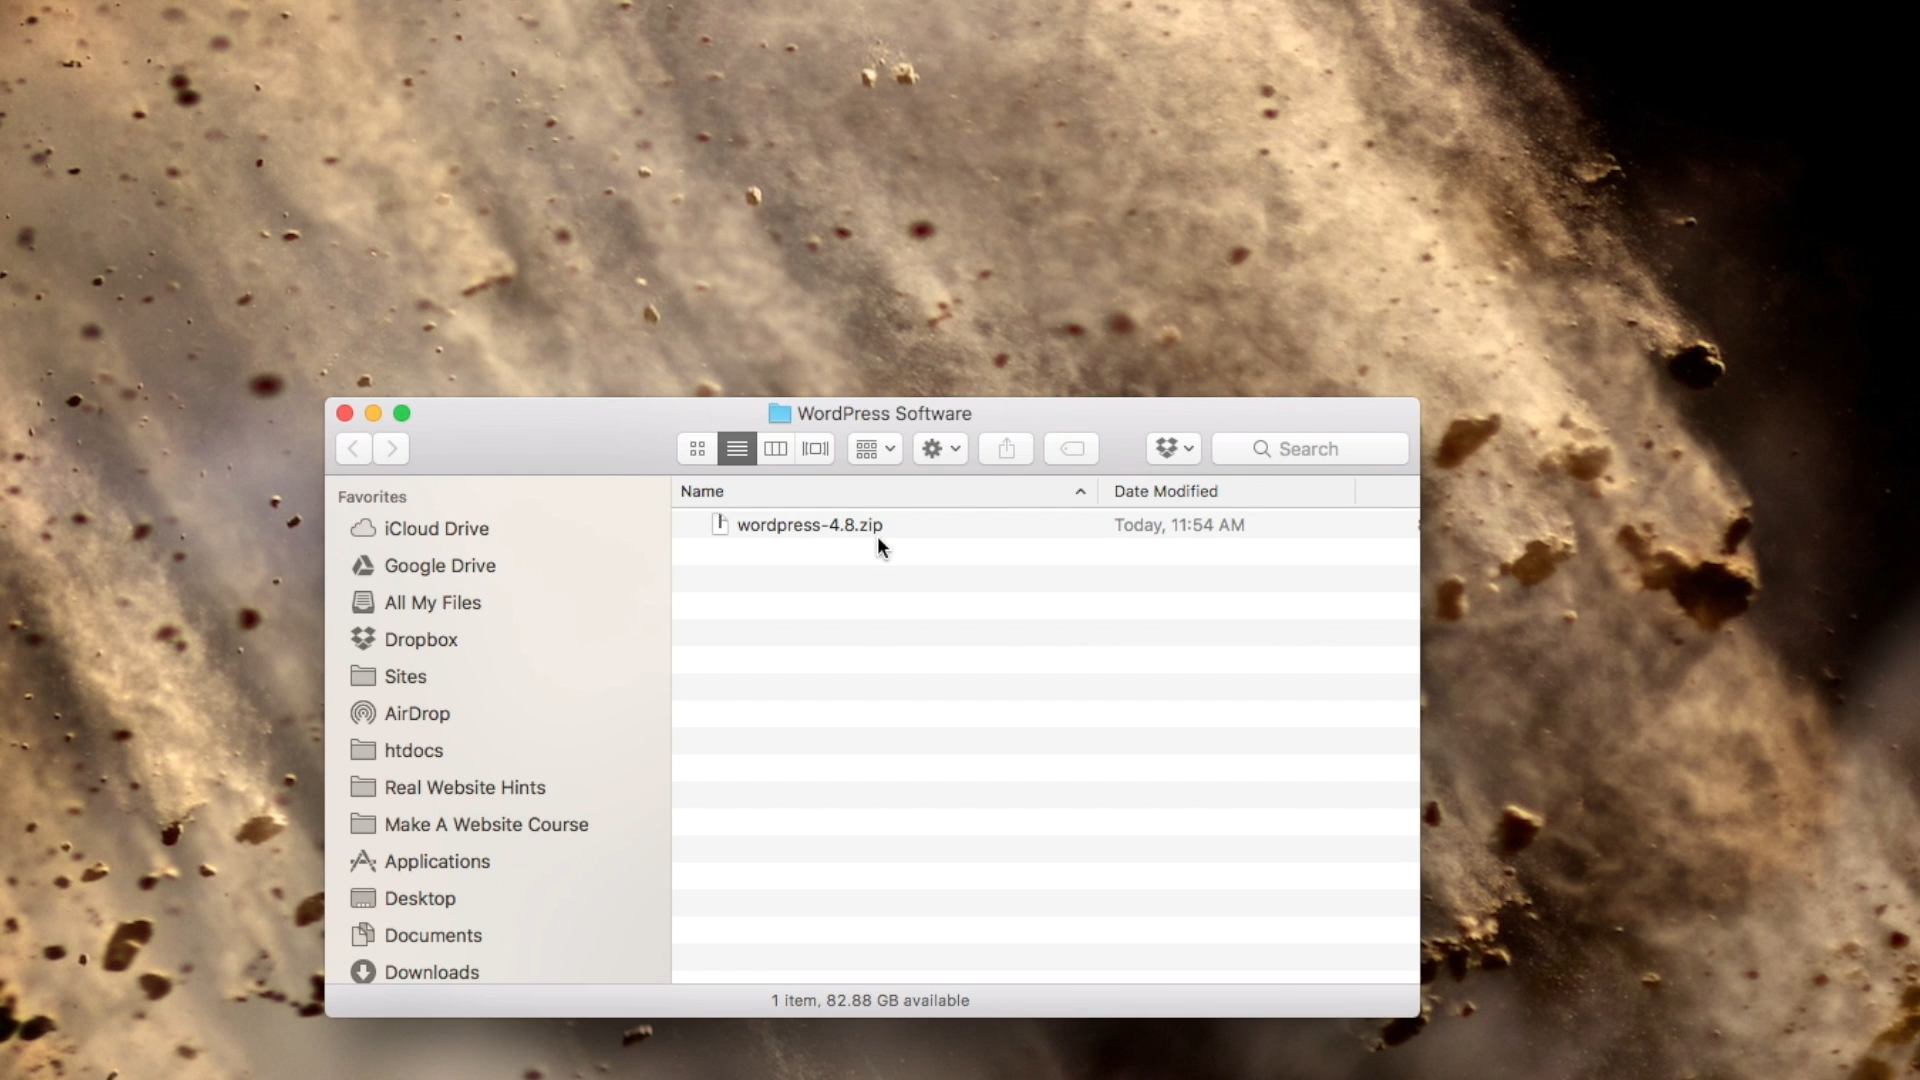 WordPress Software
Search
Favorites
iCloud Drive
Google Drive
All My Files
Dropbox
Sites
AirDrop
htdocs
Real Website Hints
Make A Website Course
Applications
Desktop
Documents
Downloads
Name Date Modified
wordpress-4.8.zip Today, 11:54 AM
1 item, 82.88 GB available